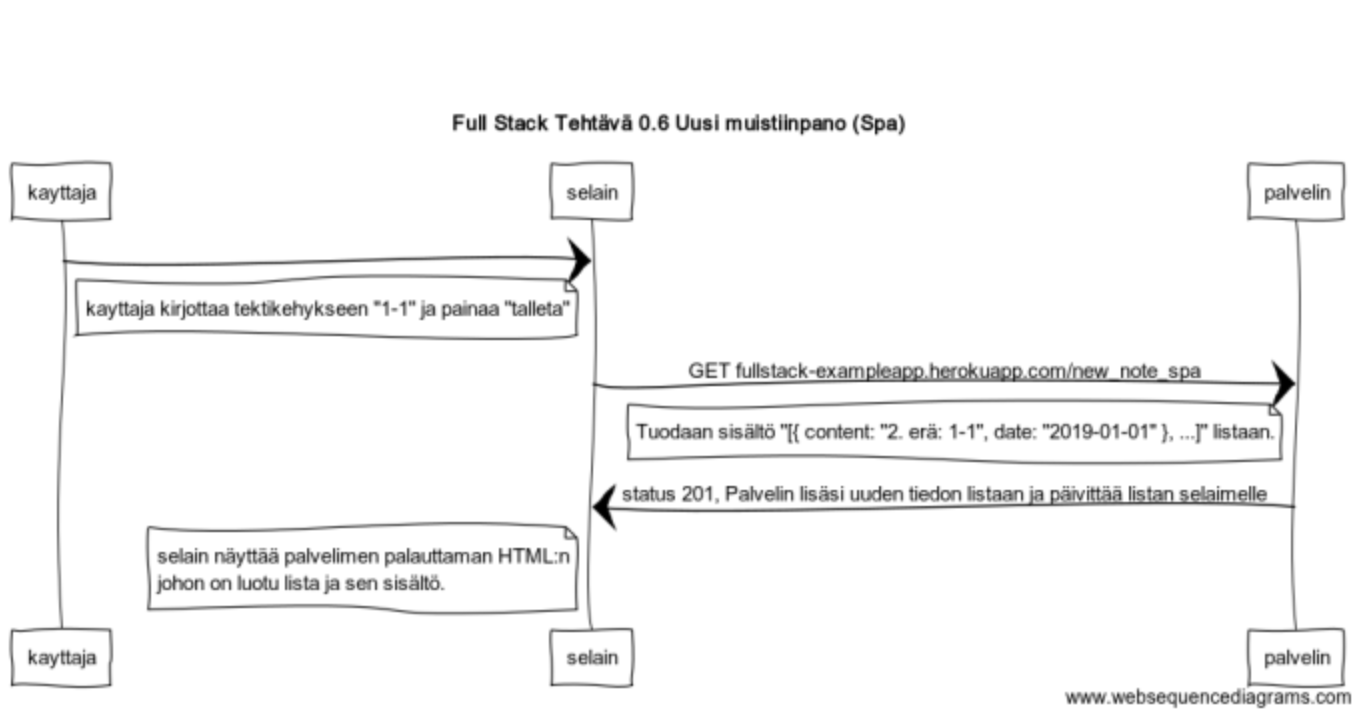 Full Stack Tehtävä 0.6 Uusi muistiinpano (Spa)
kayttaja
selain
palvelin
kayttaja kirjottaa tektikehykseen "1-1" ja painaa "talleta"
GET fullstack-exampleapp.herokuapp.com/new_note_spa
Tuodaan sisältö "[{ content: "2. erä: 1-1", date: "2019-01-01" }, ...]" listaan.
status 201, Palvelin lisäsi uuden tiedon listaan ja päivittää listan selaimelle
selain näyttää palvelimen palauttaman HTML:n
johon on luotu lista ja sen sisältö.
kayttaja
selain
palvelin
www.websequencediagrams.com